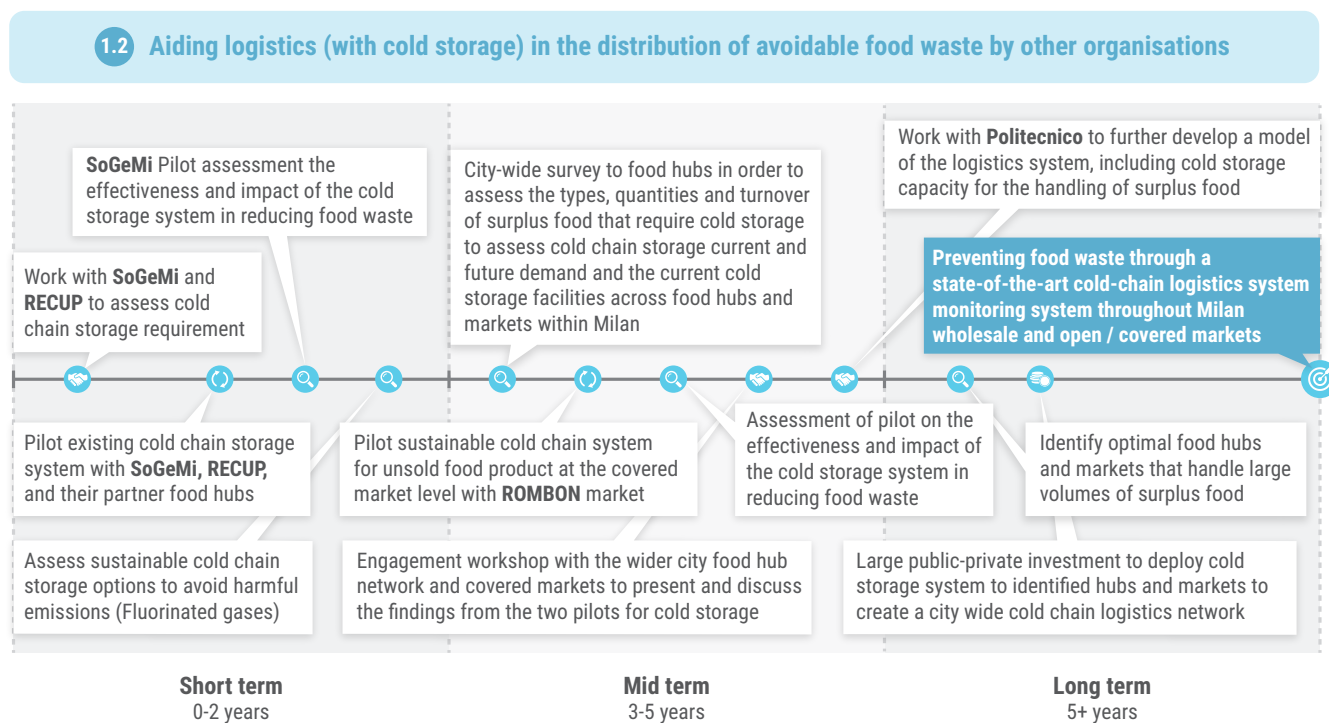 1.2 Aiding logistics (with cold storage) in the distribution of avoidable food waste by other organisations
SoGeMi Pilot assessment the
effectiveness and impact of the cold
storage system in reducing food waste
Work with SoGeMi and
RECUP to assess cold
chain storage requirement
Pilot existing cold chain storage
system with SoGeMi, RECUP,
and their partner food hubs
Assess sustainable cold chain
storage options to avoid harmful
emissions (Fluorinated gases)
City-wide survey to food hubs in order to
assess the types, quantities and turnover
of surplus food that require cold storage
to assess cold chain storage current and
future demand and the current cold
storage facilities across food hubs and
markets within Milan
Pilot sustainable cold chain system
for unsold food product at the covered
market level with ROMBON market
Assessment of pilot on the
effectiveness and impact of
the cold storage system in
reducing food waste
Engagement workshop with the wider city food hub
network and covered markets to present and discuss
the findings from the two pilots for cold storage
Work with Politecnico to further develop a model
of the logistics system, including cold storage
capacity for the handling of surplus food
Preventing food waste through a
state-of-the-art cold-chain logistics system
monitoring system throughout Milan
wholesale and open / covered markets
Identify optimal food hubs
and markets that handle large
volumes of surplus food
Large public-private investment to deploy cold
storage system to identified hubs and markets to
create a city wide cold chain logistics network
Short term
0-2 years
Mid term
3-5 years
Long term
5+ years